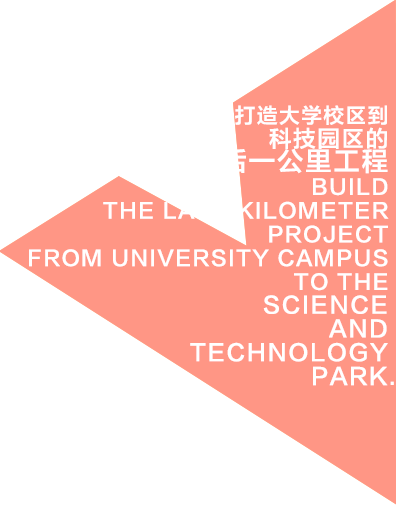 打造大学校区到
科技园区的
后一公里工程
BUILD
THE LA KILOMETER
PROJECT
FROM UNIVERSITY CAMPUS
TO THE
SCIENCE
AND
TECHNOLOGY
PARK.